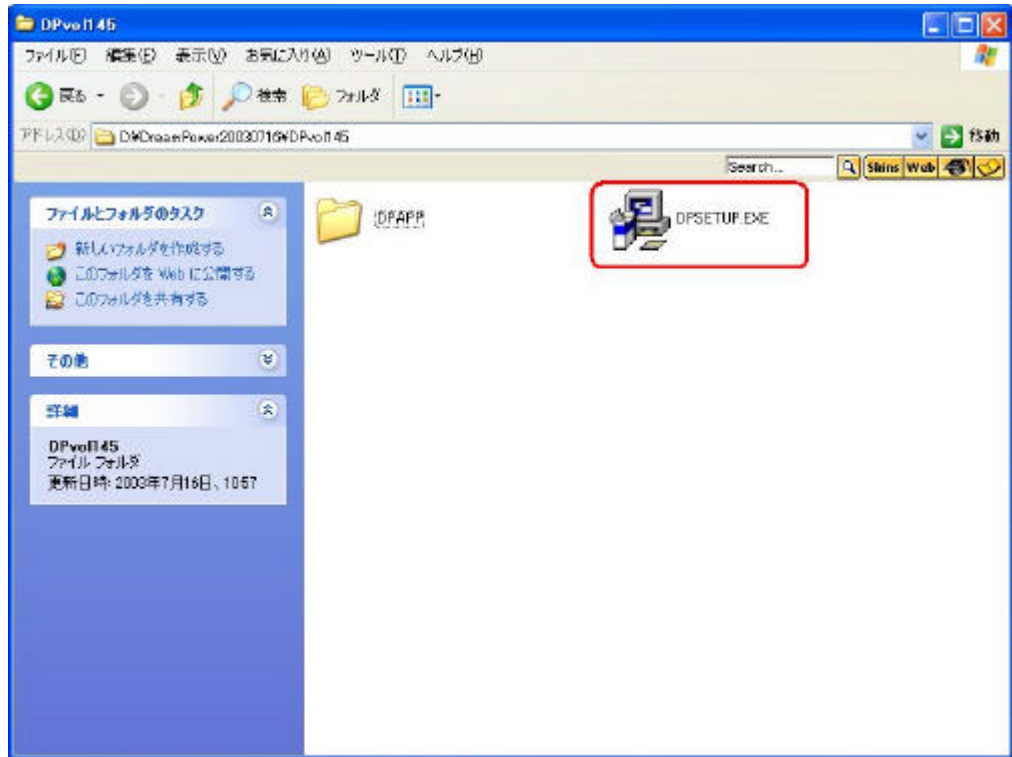 DPvol145
ファイル(F) 編集(E) 表示(V) お気に入り(A) ツール(T) ヘルプ(H)
戻る 検索 フォルダ
アドレス(D) D¥DreamPower20030716¥DPvol145 移動
Search... Skins Web
ファイルとフォルダのタスク
新しいフォルダを作成する
このフォルダを Web に公開する
このフォルダを共有する
その他
詳細
DPvol145
ファイル フォルダ
更新日時: 2003年7月16日、10:57
DPAPP
DPSETUP.EXE